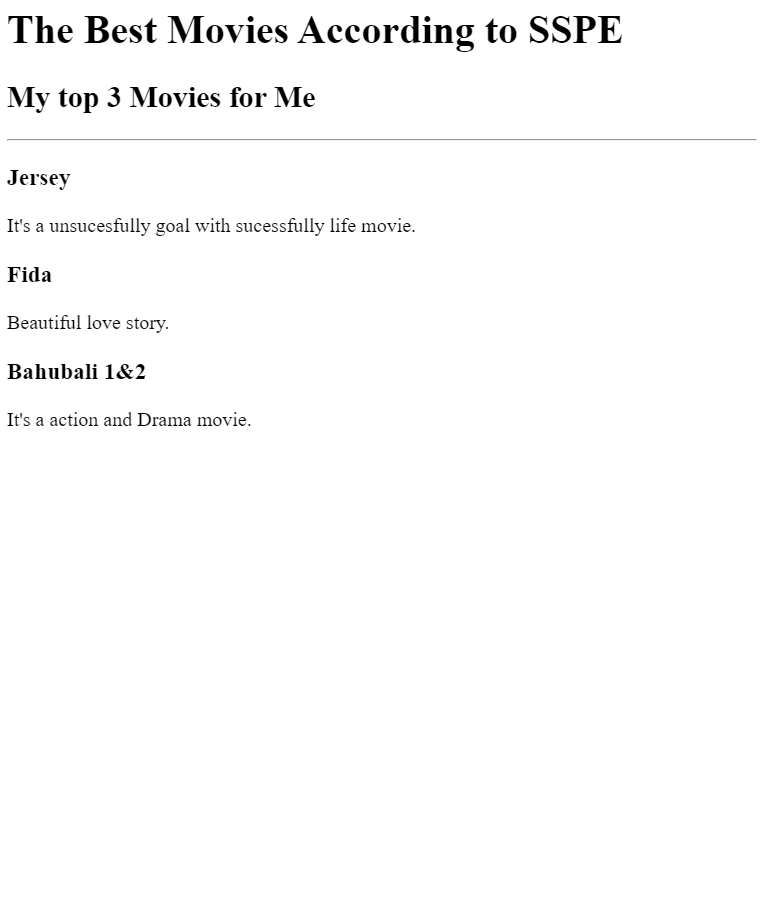 The Best Movies According to SSPE
My top 3 Movies for Me
Jersey
It's a unsucesfully goal with sucessfully life movie.
Fida
Beautiful love story.
Bahubali 1&2
It's a action and Drama movie.